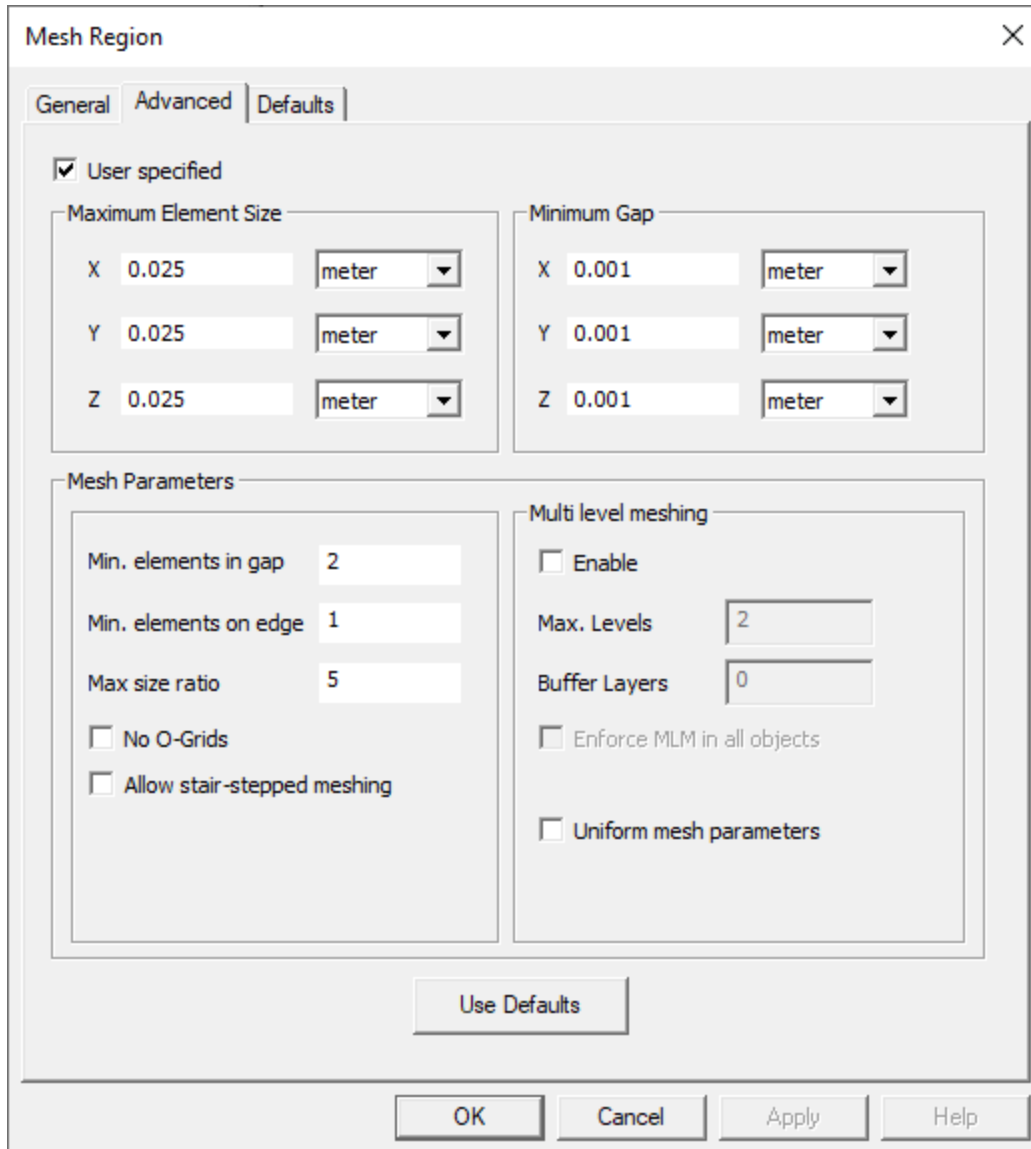 Mesh Region
General Advanced Defaults
User specified
Maximum Element Size Minimum Gap
X 0.025 meter X 0.001 meter
Y 0.025 meter Y 0.001 meter
Z 0.025 meter Z 0.001 meter
Mesh Parameters
Multi level meshing
Min. elements in gap 2 Enable
Min. elements on edge 1 Max. Levels 2
Max size ratio 5 Buffer Layers 0
No O-Grids Enforce MLM in all objects
Allow stair-stepped meshing
Uniform mesh parameters
Use Defaults
OK Cancel Apply Help